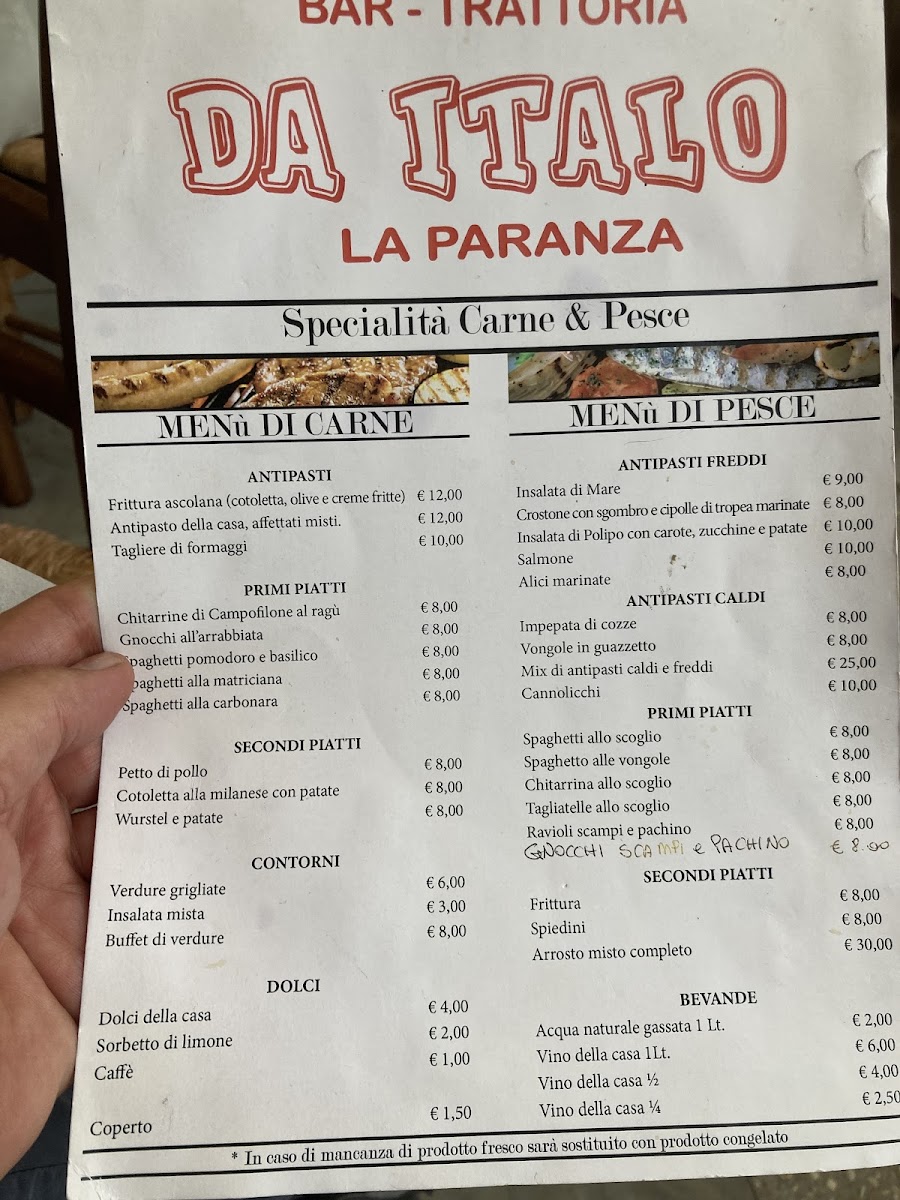 BAR - TRATTORIA
DA ITALO
LA PARANZA
Specialità Carne & Pesce
MENù DI CARNE
ANTIPASTI
Frittura ascolana (cotoletta, olive e creme fritte) € 12,00
Antipasto della casa, affettati misti. € 12,00
Tagliere di formaggi € 10,00
PRIMI PIATTI
Chitarrine di Campofilone al ragù € 8,00
Gnocchi all'arrabbiata € 8,00
Spaghetti pomodoro e basilico € 8,00
Spaghetti alla matriciana € 8,00
Spaghetti alla carbonara € 8,00
SECONDI PIATTI
Petto di pollo € 8,00
Cotoletta alla milanese con patate € 8,00
Wurstel e patate € 8,00
CONTORNI
Verdure grigliate € 6,00
Insalata mista € 3,00
Buffet di verdure € 8,00
DOLCI
Dolci della casa € 4,00
Sorbetto di limone € 2,00
Caffè € 1,00
Coperto € 1,50
MENù DI PESCE
ANTIPASTI FREDDI
Insalata di Mare € 9,00
Crostone con sgombro e cipolle di tropea marinate € 8,00
Insalata di Polipo con carote, zucchine e patate € 10,00
Salmone € 10,00
Alici marinate € 8,00
ANTIPASTI CALDI
Impepata di cozze € 8,00
Vongole in guazzetto € 8,00
Mix di antipasti caldi e freddi € 25,00
Cannolicchi € 10,00
PRIMI PIATTI
Spaghetti allo scoglio € 8,00
Spaghetto alle vongole € 8,00
Chitarrina allo scoglio € 8,00
Tagliatelle allo scoglio € 8,00
Ravioli scampi e pachino € 8,00
GNOCCHI SCAMPI e PACHINO € 8.00
SECONDI PIATTI
Frittura € 8,00
Spiedini € 8,00
Arrosto misto completo € 30,00
BEVANDE
Acqua naturale gassata 1 Lt. € 2,00
Vino della casa 1Lt. € 6,00
Vino della casa ½ € 4,00
Vino della casa ¼ € 2,50
* In caso di mancanza di prodotto fresco sarà sostituito con prodotto congelato